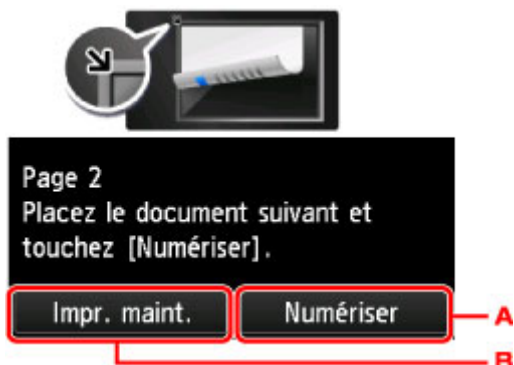 Page 2
Placez le document suivant et
touchez [Numériser].
Impr. maint.
Numériser
A
B